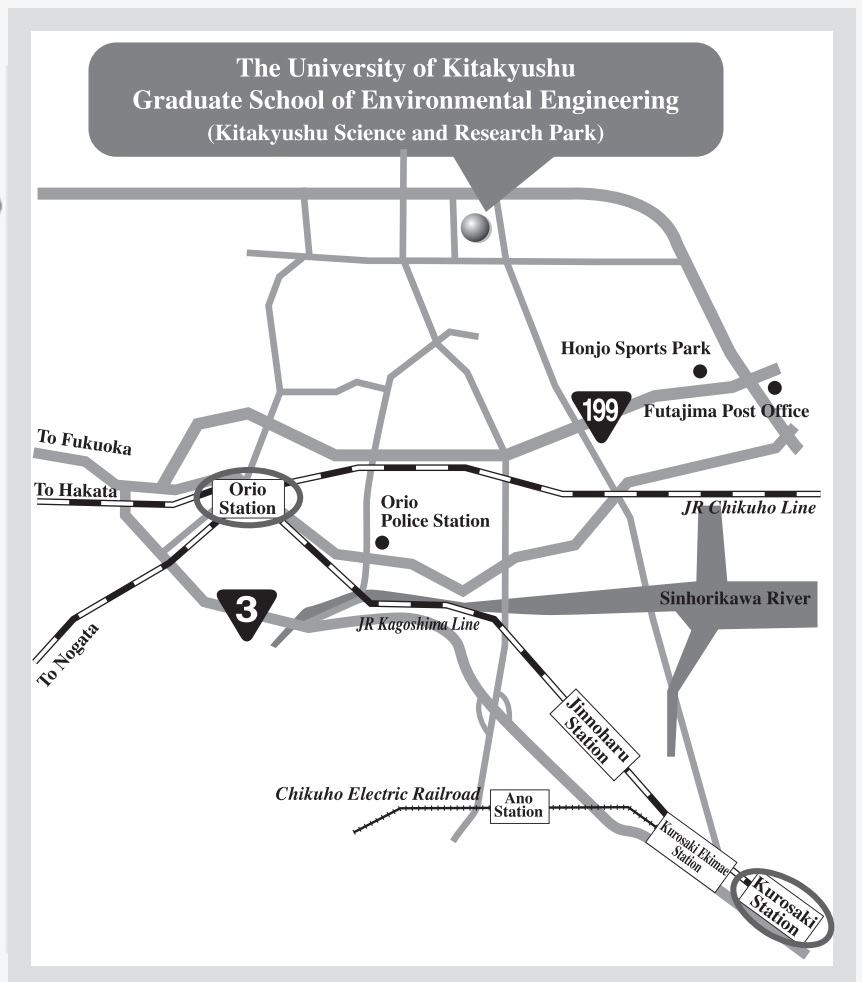 The University of Kitakyushu
Graduate School of Environmental Engineering
(Kitakyushu Science and Research Park)
Honjo Sports Park
199
Futajima Post Office
To Fukuoka
To Hakata
Orio
Station
Orio
Police Station
JR Chikuho Line
3
Sinhorikawa River
JR Kagoshima Line
To Nogata
Jinnoharu
Station
Chikuho Electric Railroad
Ano
Station
Kurosaki Ekimae
Station
Kurosaki
Station